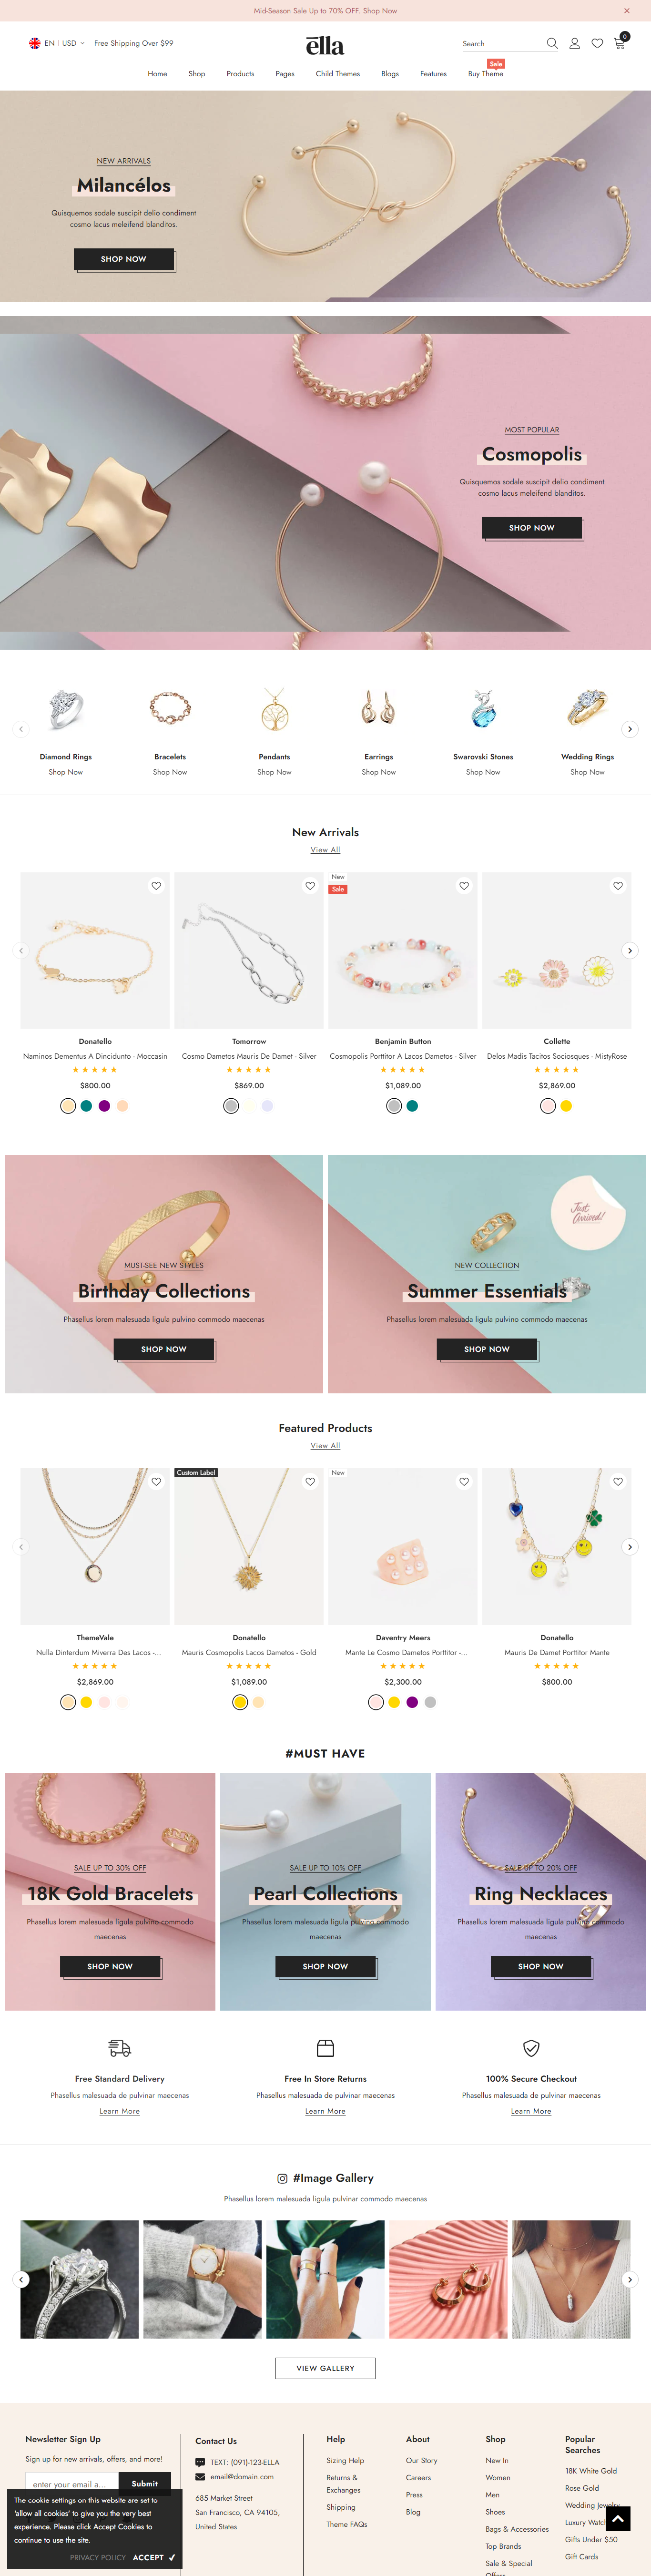 Mid-Season Sale Up to 70% OFF. Shop Now
EN USD Free Shipping Over $99
ella
Search
0
Home Shop Products Pages Child Themes Blogs Features Buy Theme
Sale
NEW ARRIVALS
Milancélos
Quisquemos sodale suscipit delio condiment
cosmo lacus meleifend blanditos.
SHOP NOW
MOST POPULAR
Cosmopolis
Quisquemos sodale suscipit delio condiment
cosmo lacus meleifend blanditos.
SHOP NOW
Diamond Rings
Shop Now
Bracelets
Shop Now
Pendants
Shop Now
Earrings
Shop Now
Swarovski Stones
Shop Now
Wedding Rings
Shop Now
New Arrivals
View All
New
Sale
Donatello
Naminos Dementus A Dincidunto - Moccasin
$800.00
Tomorrow
Cosmo Dametos Mauris De Damet - Silver
$869.00
Benjamin Button
Cosmopolis Porttitor A Lacos Dametos - Silver
$1,089.00
Collette
Delos Madis Tacitos Sociosques - MistyRose
$2,869.00
MUST-SEE NEW STYLES
Birthday Collections
Phasellus lorem malesuada ligula pulvino commodo maecenas
SHOP NOW
Just Arrived!
NEW COLLECTION
Summer Essentials
Phasellus lorem malesuada ligula pulvino commodo maecenas
SHOP NOW
Featured Products
View All
Custom Label
New
ThemeVale
Nulla Dinterdum Miverra Des Lacos -...
$2,869.00
Donatello
Mauris Cosmopolis Lacos Dametos - Gold
$1,089.00
Daventry Meers
Mante Le Cosmo Dametos Porttitor -...
$2,300.00
Donatello
Mauris De Damet Porttitor Mante
$800.00
#MUST HAVE
SALE UP TO 30% OFF
18K Gold Bracelets
Phasellus lorem malesuada ligula pulvino commodo
maecenas
SHOP NOW
SALE UP TO 10% OFF
Pearl Collections
Phasellus lorem malesuada ligula pulvino commodo
maecenas
SHOP NOW
SALE UP TO 20% OFF
Ring Necklaces
Phasellus lorem malesuada ligula pulvino commodo
maecenas
SHOP NOW
Free Standard Delivery
Phasellus malesuada de pulvinar maecenas
Learn More
Free In Store Returns
Phasellus malesuada de pulvinar maecenas
Learn More
100% Secure Checkout
Phasellus malesuada de pulvinar maecenas
Learn More
#Image Gallery
Phasellus lorem malesuada ligula pulvinar commodo maecenas
VIEW GALLERY
Newsletter Sign Up
Sign up for new arrivals, offers, and more!
enter your email a...
Submit
The cookie settings on this website are set to
'allow all cookies' to give you the very best
experience. Please click Accept Cookies to
continue to use the site.
PRIVACY POLICY ACCEPT ✔
Contact Us
TEXT: (091)-123-ELLA
email@domain.com
685 Market Street
San Francisco, CA 94105,
United States
Help
Sizing Help
Returns &
Exchanges
Shipping
Theme FAQs
About
Our Story
Careers
Press
Blog
Shop
New In
Women
Men
Shoes
Bags & Accessories
Top Brands
Sale & Special
Popular
Searches
18K White Gold
Rose Gold
Wedding Jewelry
Luxury
Gifts Under $50
Gift Cards